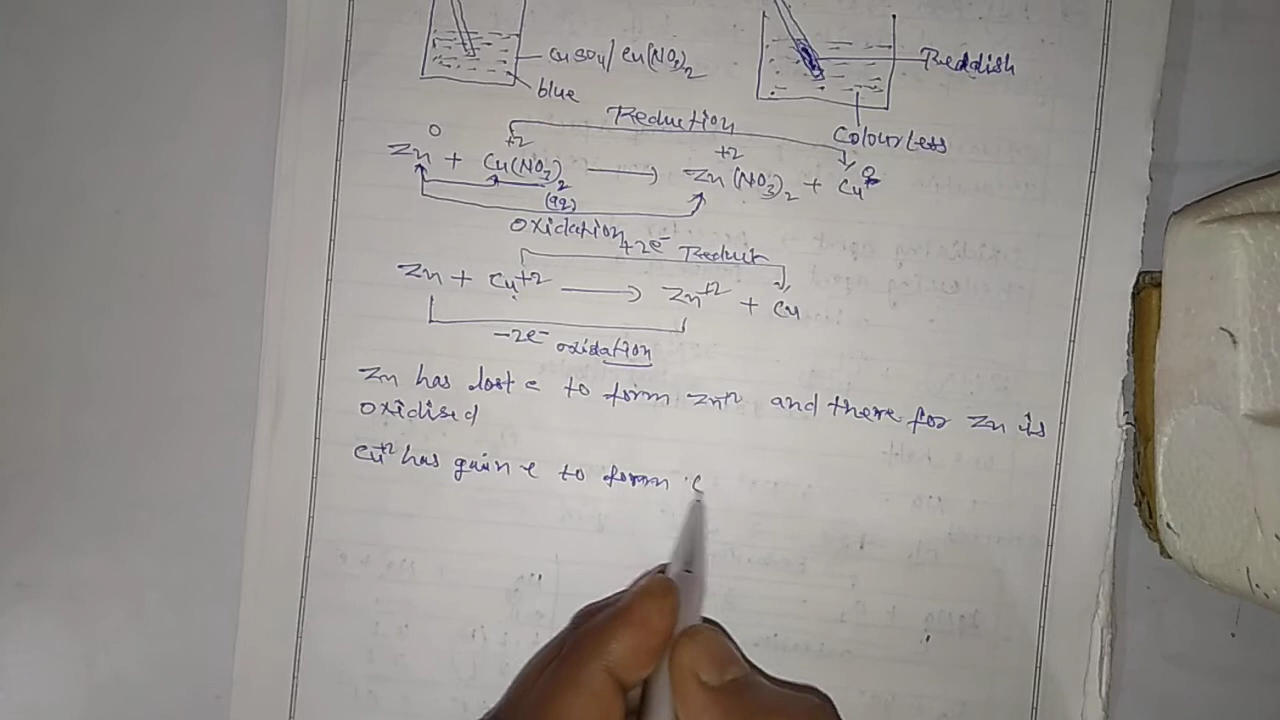 CuSO4/Cu(NO3)2
Reddish
blue
Colourless
Reduction
0 +2 +2 0
Zn + Cu(NO3)2 ⟶ Zn(NO3)2 + Cu
(aq)
Oxidation
+2e- Reduct
Zn + Cu+2 ⟶ Zn+2 + Cu
-2e- oxidation
Zn has lost e to form Zn+2 and there for Zn is
oxidised
Cu+2 has gain e to form c